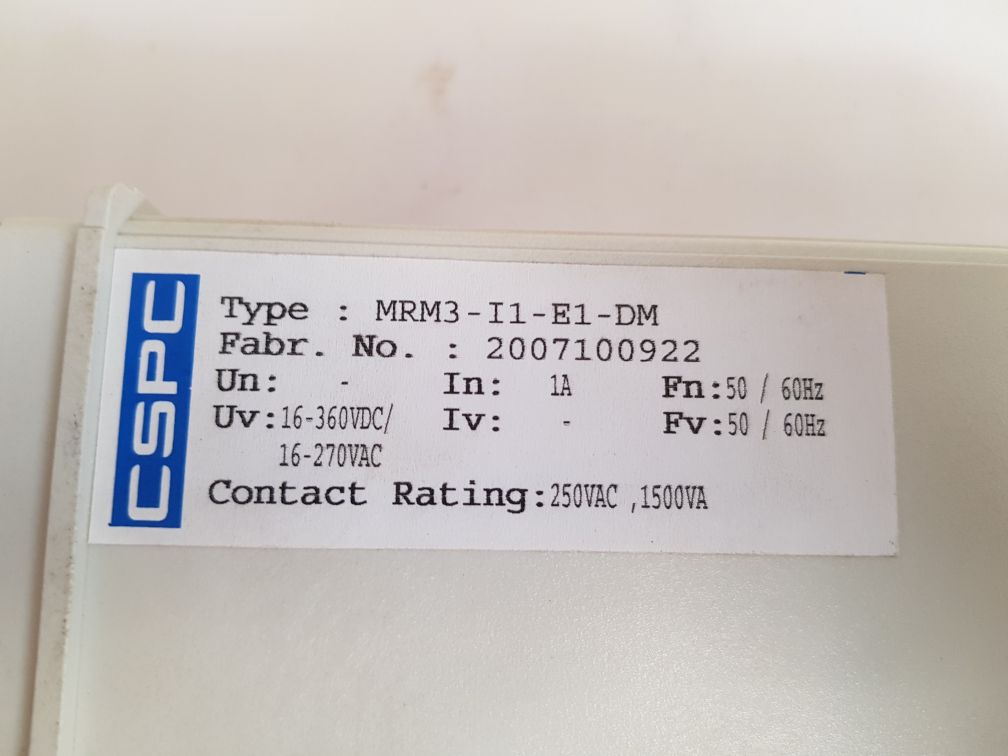 CSPC
Type : MRM3-I1-E1-DM
Fabr. No. : 2007100922
Un: - In: 1A Fn:50 / 60Hz
Uv:16-360VDC/ Iv: - Fv:50 / 60Hz
16-270VAC
Contact Rating:250VAC ,1500VA